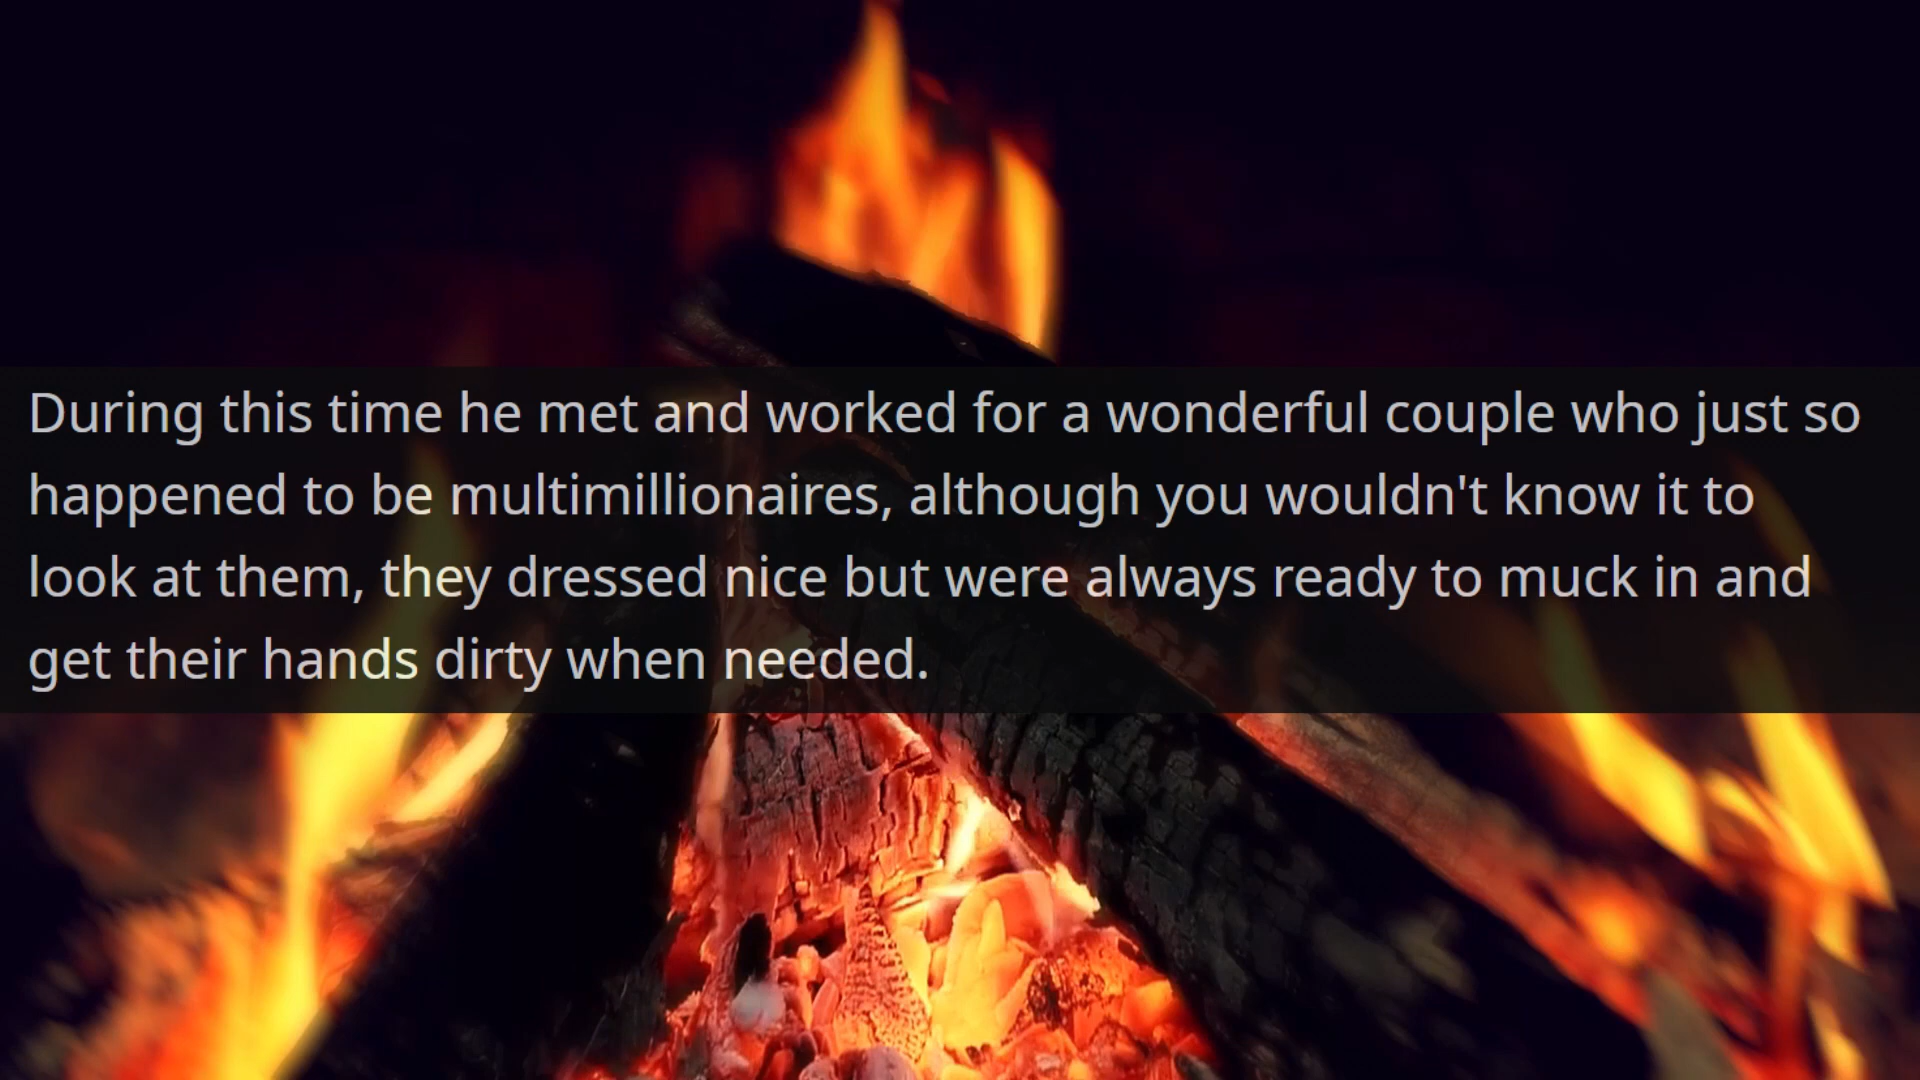 During this time he met and worked for a wonderful couple who just so
happened to be multimillionaires, although you wouldn't know it to
look at them, they dressed nice but were always ready to muck in and
get their hands dirty when needed.